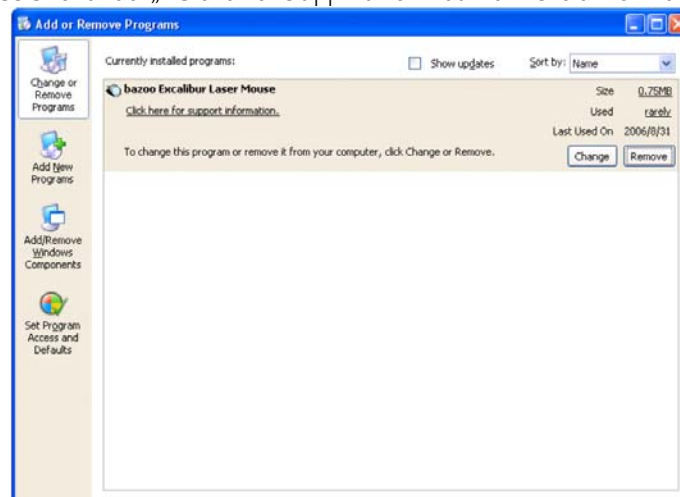 Add or Remove Programs
Change or
Remove
Programs
Add New
Programs
Add/Remove
Windows
Components
Set Program
Access and
Defaults
Currently installed programs:
Show updates
Sort by: Name
bazoo Excalibur Laser Mouse
Size 0.75MB
Click here for support information.
Used rarely
Last Used On 2006/8/31
To change this program or remove it from your computer, click Change or Remove.
Change
Remove